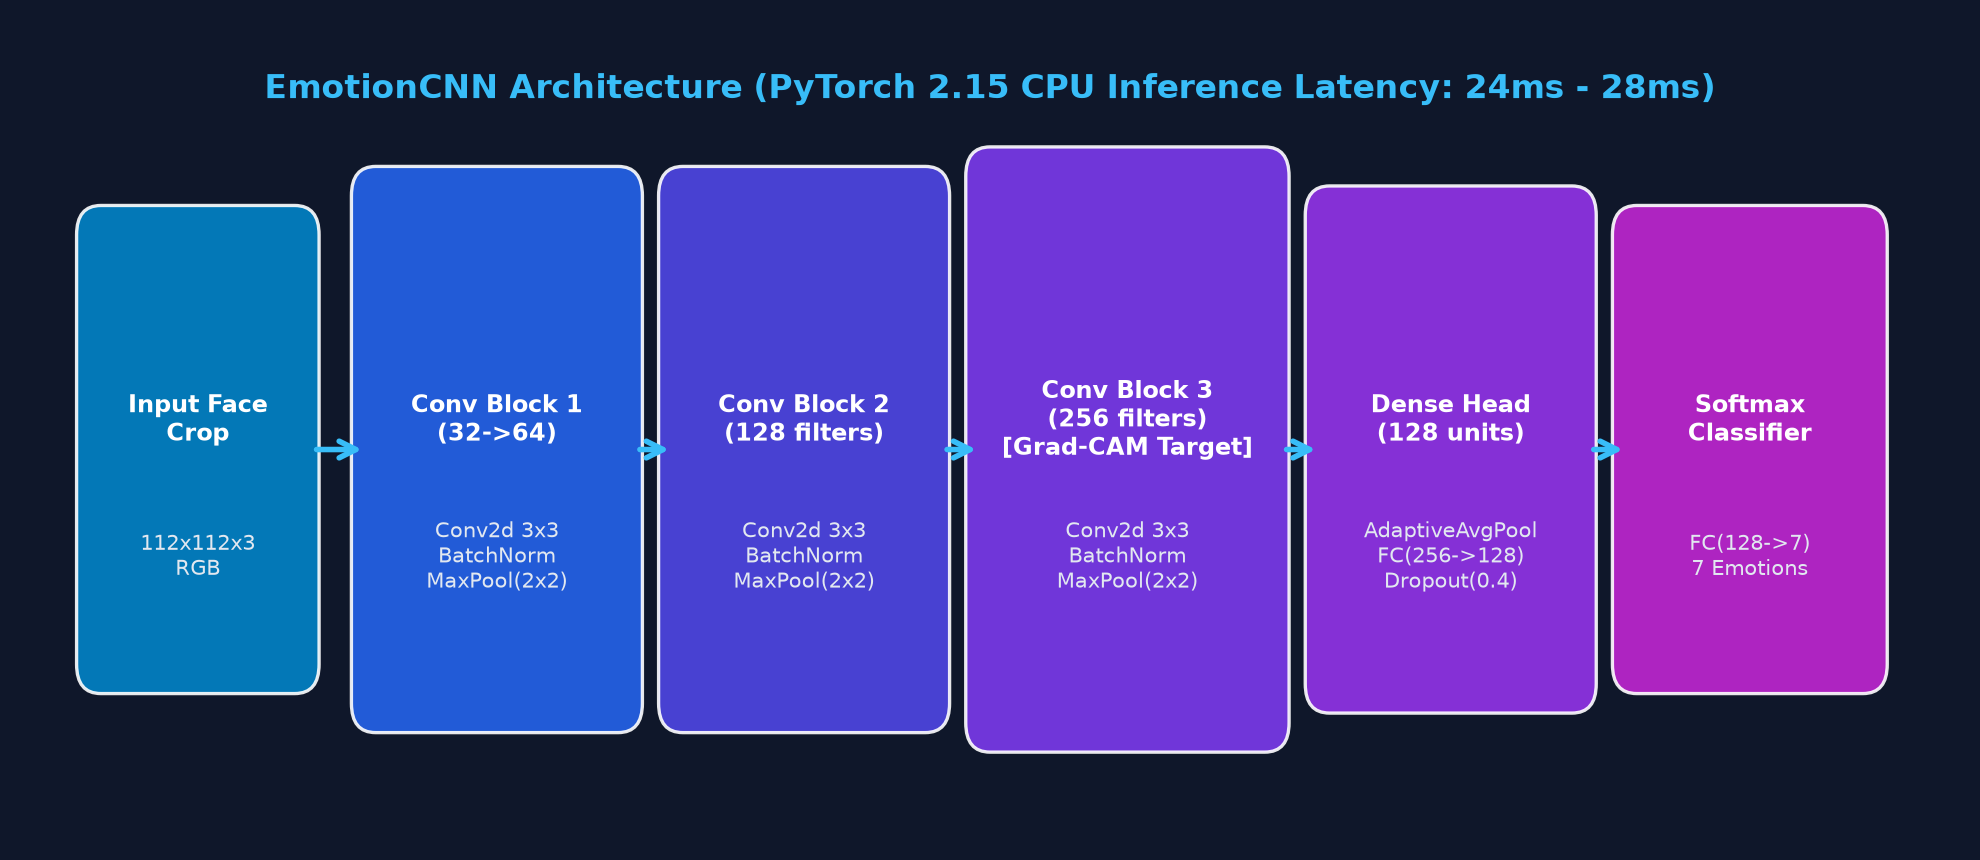 EmotionCNN Architecture (PyTorch 2.15 CPU Inference Latency: 24ms - 28ms)
Input Face
Crop
112x112x3
RGB
Conv Block 1
(32->64)
Conv2d 3x3
BatchNorm
MaxPool(2x2)
Conv Block 2
(128 filters)
Conv2d 3x3
BatchNorm
MaxPool(2x2)
Conv Block 3
(256 filters)
[Grad-CAM Target]
Conv2d 3x3
BatchNorm
MaxPool(2x2)
Dense Head
(128 units)
AdaptiveAvgPool
FC(256->128)
Dropout(0.4)
Softmax
Classifier
FC(128->7)
7 Emotions